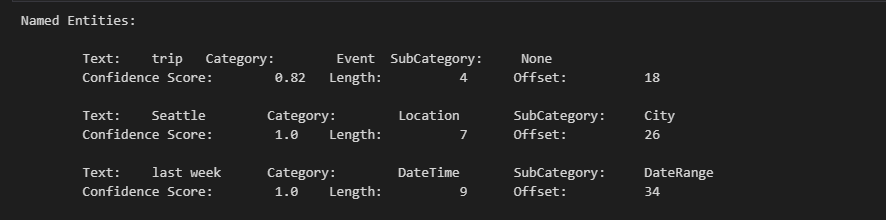 Named Entities:
Text: trip Category: Event SubCategory: None
Confidence Score: 0.82 Length: 4 Offset: 18
Text: Seattle Category: Location SubCategory: City
Confidence Score: 1.0 Length: 7 Offset: 26
Text: last week Category: DateTime SubCategory: DateRange
Confidence Score: 1.0 Length: 9 Offset: 34